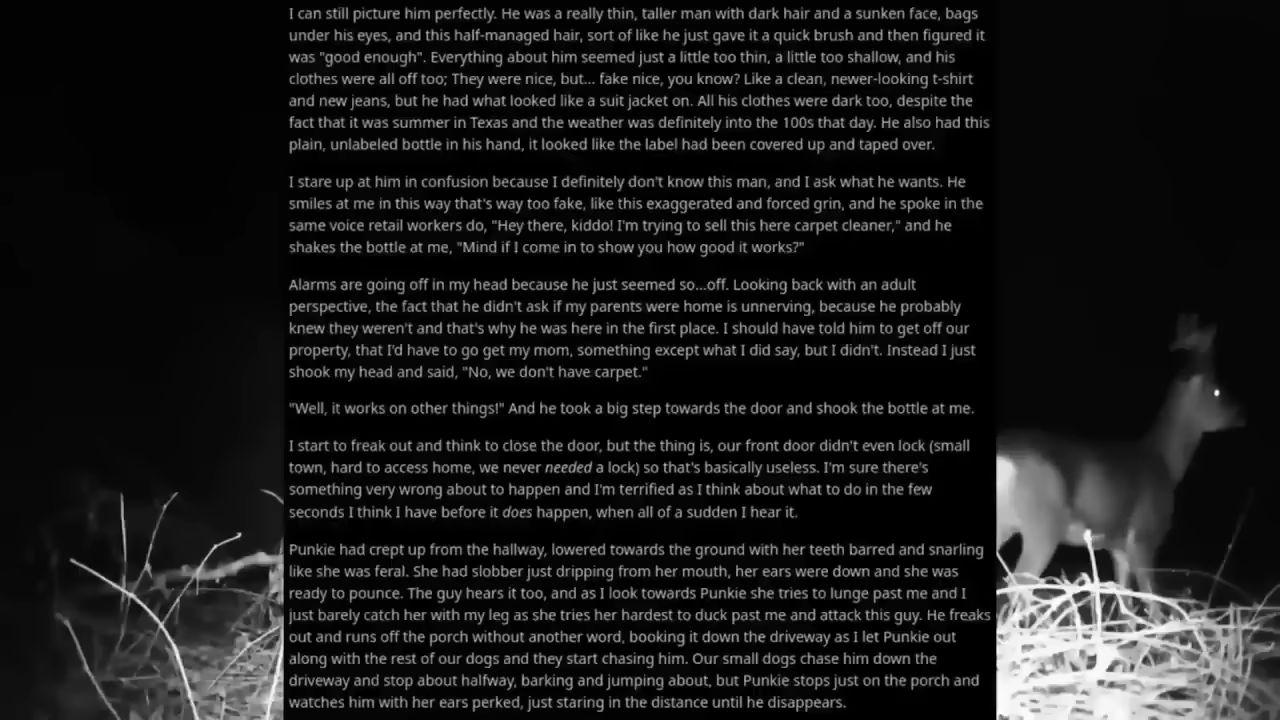 I can still picture him perfectly. He was a really thin, taller man with dark hair and a sunken face, bags
under his eyes, and this half-managed hair, sort of like he just gave it a quick brush and then figured it
was "good enough". Everything about him seemed just a little too thin, a little too shallow, and his
clothes were all off too; They were nice, but... fake nice, you know? Like a clean, newer-looking t-shirt
and new jeans, but he had what looked like a suit jacket on. All his clothes were dark too, despite the
fact that it was summer in Texas and the weather was definitely into the 100s that day. He also had this
plain, unlabeled bottle in his hand, it looked like the label had been covered up and taped over.
I stare up at him in confusion because I definitely don't know this man, and I ask what he wants. He
smiles at me in this way that's way too fake, like this exaggerated and forced grin, and he spoke in the
same voice retail workers do, "Hey there, kiddo! I'm trying to sell this here carpet cleaner," and he
shakes the bottle at me, "Mind if I come in to show you how good it works?"
Alarms are going off in my head because he just seemed so...off. Looking back with an adult
perspective, the fact that he didn't ask if my parents were home is unnerving, because he probably
knew they weren't and that's why he was here in the first place. I should have told him to get off our
property, that I'd have to go get my mom, something except what I did say, but I didn't. Instead I just
shook my head and said, "No, we don't have carpet."
"Well, it works on other things!" And he took a big step towards the door and shook the bottle at me.
I start to freak out and think to close the door, but the thing is, our front door didn't even lock (small
town, hard to access home, we never needed a lock) so that's basically useless. I'm sure there's
something very wrong about to happen and I'm terrified as I think about what to do in the few
seconds I think I have before it does happen, when all of a sudden I hear it.
Punkie had crept up from the hallway, lowered towards the ground with her teeth barred and snarling
like she was feral. She had slobber just dripping from her mouth, her ears were down and she was
ready to pounce. The guy hears it too, and as I look towards Punkie she tries to lunge past me and I
just barely catch her with my leg as she tries her hardest to duck past me and attack this guy. He freaks
out and runs off the porch without another word, booking it down the driveway as I let Punkie out
along with the rest of our dogs and they start chasing him. Our small dogs chase him down the
driveway and stop about halfway, barking and jumping about, but Punkie stops just on the porch and
watches him with her ears perked, just staring in the distance until he disappears.